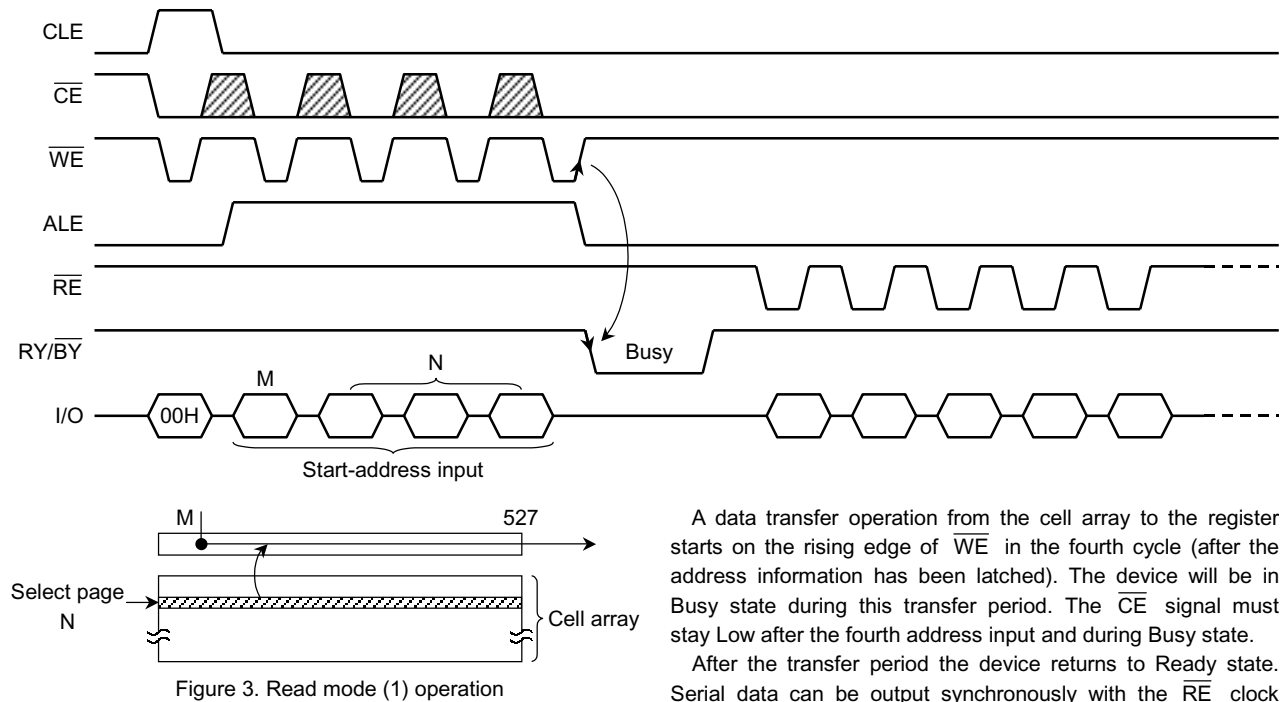 CLE
CE
WE
ALE
RE
RY/BY
Busy
M
N
I/O
00H
Start-address input
M
527
Select page
N
Cell array
Figure 3. Read mode (1) operation
A data transfer operation from the cell array to the register
starts on the rising edge of WE in the fourth cycle (after the
address information has been latched). The device will be in
Busy state during this transfer period. The CE signal must
stay Low after the fourth address input and during Busy state.
After the transfer period the device returns to Ready state.
Serial data can be output synchronously with the RE clock